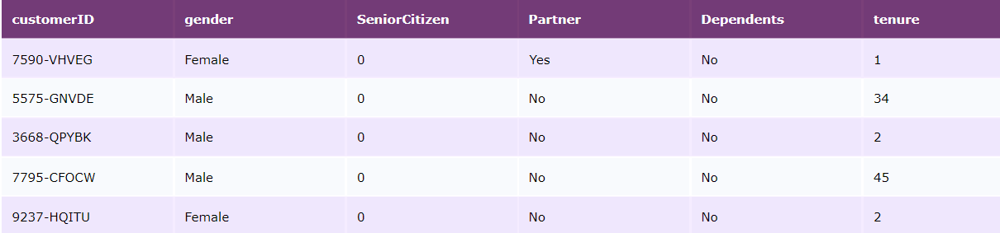 customerID gender SeniorCitizen Partner Dependents tenure
7590-VHVEG Female 0 Yes No 1
5575-GNVDE Male 0 No No 34
3668-QPYBK Male 0 No No 2
7795-CFOCW Male 0 No No 45
9237-HQITU Female 0 No No 2